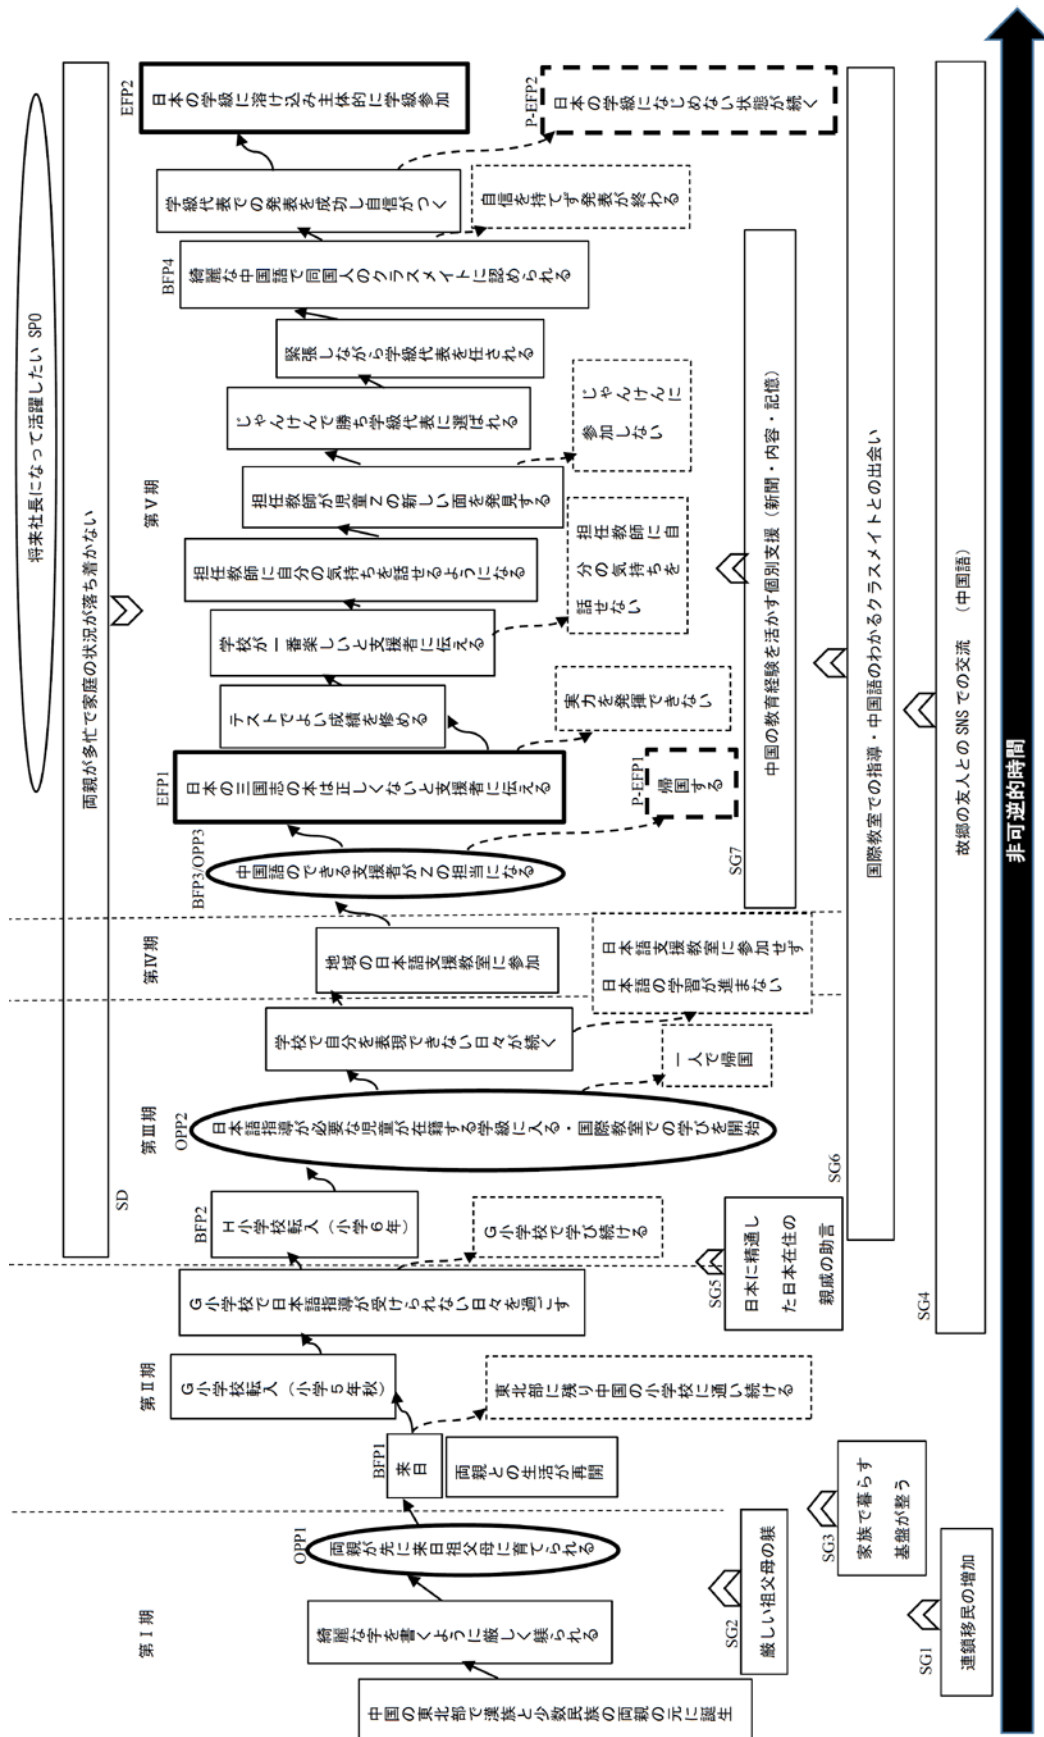 将来社長になって活躍したい SPO
両親が多忙で家庭の状況が落ち着かない
SD
第Ⅰ期
第Ⅱ期
第Ⅲ期
第Ⅳ期
第Ⅴ期
中国の東北部で漢族と少数民族の両親の元に誕生
綺麗な字を書くように厳しく躾られる
OPP1
両親が先に来日祖父母に育てられる
BFP1
来日
両親との生活が再開
G小学校転入（小学5年秋）
東北部に残り中国の小学校に通い続ける
G小学校で日本語指導が受けられない日々を過ごす
BFP2
H小学校転入（小学6年）
G小学校で学び続ける
OPP2
日本語指導が必要な児童が在籍する学級に入る・国際教室での学びを開始
一人で帰国
学校で自分を表現できない日々が続く
日本語支援教室に参加せず
日本語の学習が進まない
地域の日本語支援教室に参加
BFP3/OPP3
中国語のできる支援者がZの担当になる
P-EFP1
帰国する
EFP1
日本の三国志の本は正しくないと支援者に伝える
実力を発揮できない
テストでよい成績を修める
学校が一番楽しいと支援者に伝える
担任教師に自
分の気持ちを
話せない
担任教師に自分の気持ちを話せるようになる
担任教師が児童Zの新しい面を発見する
じゃんけんに
参加しない
じゃんけんで勝ち学級代表に選ばれる
緊張しながら学級代表を任される
BFP4
綺麗な中国語で同国人のクラスメイトに認められる
自信を持てず発表が終わる
学級代表での発表を成功し自信がつく
EFP2
日本の学級に溶け込み主体的に学級参加
P-EFP2
日本の学級になじめない状態が続く
SG1
連鎖移民の増加
SG2
厳しい祖父母の躾
SG3
家族で暮らす
基盤が整う
SG4
故郷の友人とのSNSでの交流　（中国語）
SG5
日本に精通し
た日本在住の
親戚の助言
SG6
国際教室での指導・中国語のわかるクラスメイトとの出会い
SG7
中国の教育経験を活かす個別支援（新聞・内容・記憶）
非可逆的時間